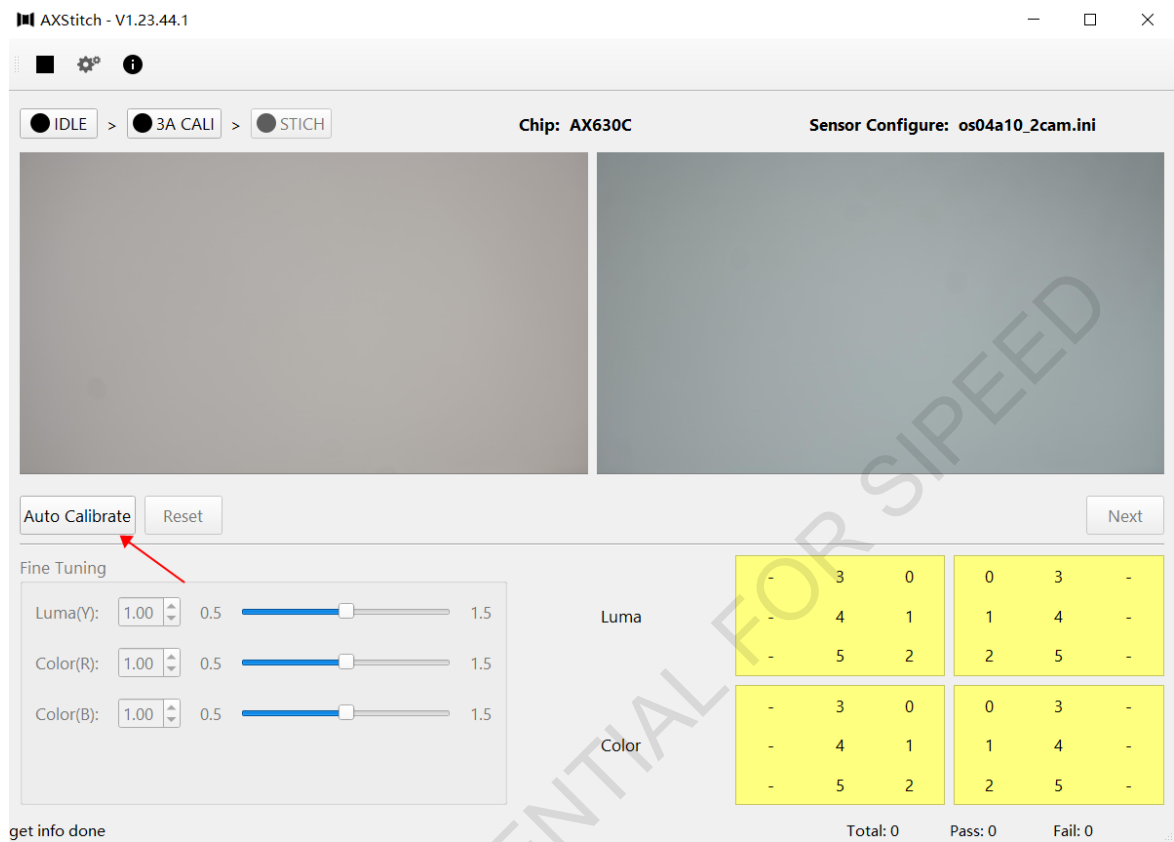 AXStitch - V1.23.44.1
IDLE > 3A CALI > STICH Chip: AX630C Sensor Configure: os04a10_2cam.ini
Auto Calibrate Reset Next
Fine Tuning
Luma(Y): 1.00 0.5 1.5
Color(R): 1.00 0.5 1.5
Color(B): 1.00 0.5 1.5
Luma
- 3 0 0 3 -
- 4 1 1 4 -
- 5 2 2 5 -
Color
- 3 0 0 3 -
- 4 1 1 4 -
- 5 2 2 5 -
get info done Total: 0 Pass: 0 Fail: 0
ENTIAL FOR SIPEED